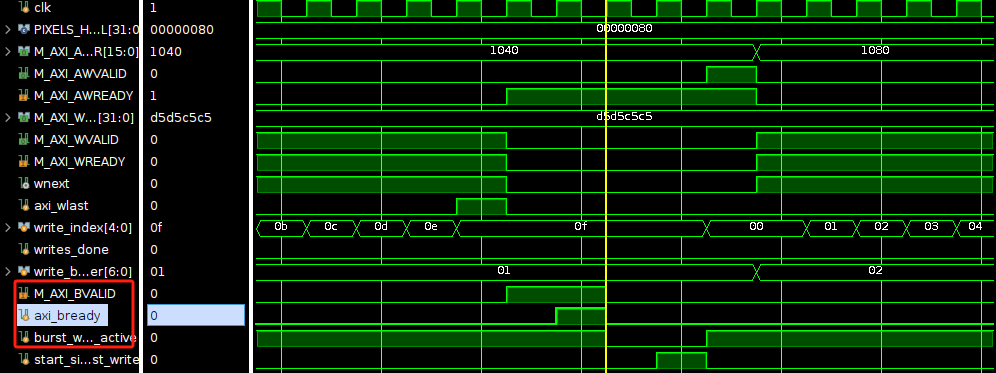 clk 1
PIXELS_H...L[31:0] 00000080 00000080
M_AXI_A...R[15:0] 1040 1040 1080
M_AXI_AWVALID 0
M_AXI_AWREADY 1
M_AXI_W...[31:0] d5d5c5c5 d5d5c5c5
M_AXI_WVALID 0
M_AXI_WREADY 0
wnext 0
axi_wlast 0
write_index[4:0] 0f 0b 0c 0d 0e 0f 00 01 02 03 04
writes_done 0
write_b...er[6:0] 01 01 02
M_AXI_BVALID 0
axi_bready 0
burst_w..._active 0
start_si...st_write 0